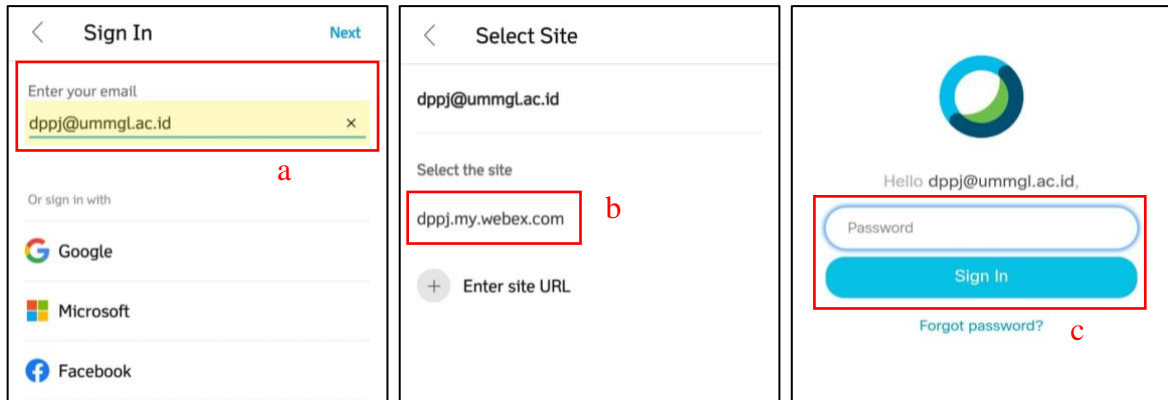 Sign In
Next
Enter your email
dppj@ummgl.ac.id
×
a
Or sign in with
Google
Microsoft
Facebook
Select Site
dppj@ummgl.ac.id
Select the site
dppj.my.webex.com
b
+ Enter site URL
Hello dppj@ummgl.ac.id,
Password
Sign In
Forgot password?
c